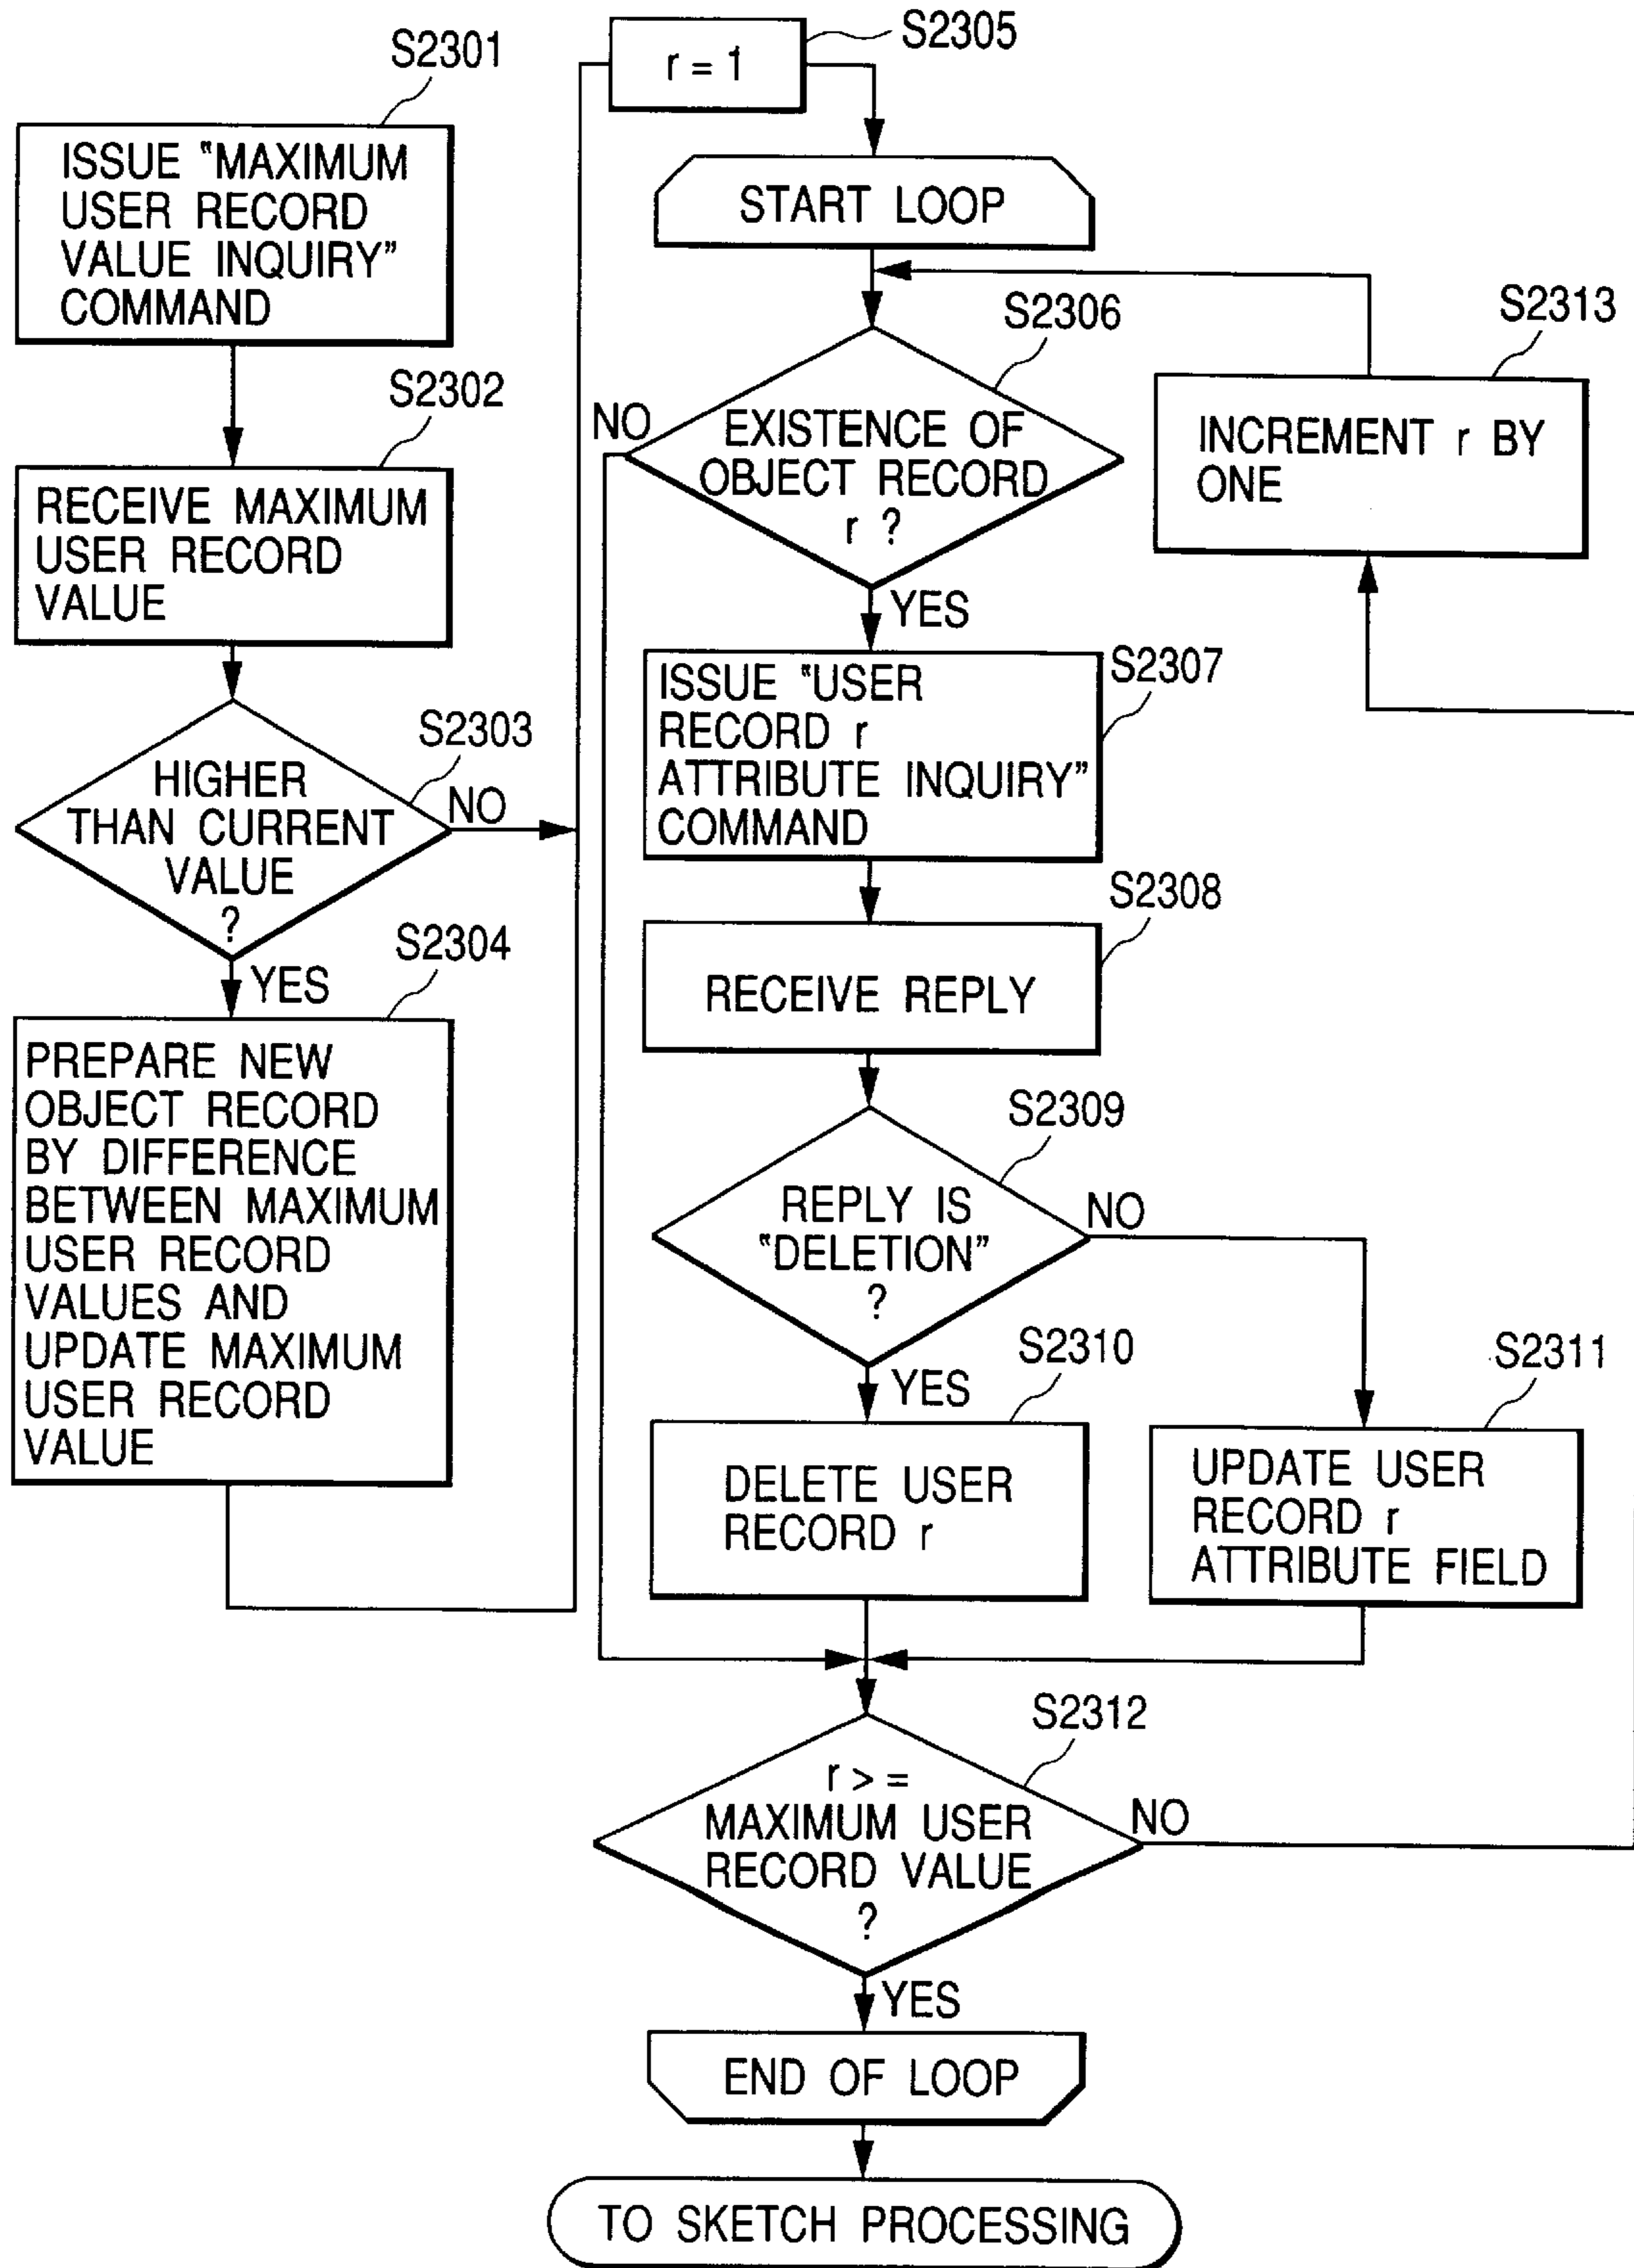 S2301
ISSUE "MAXIMUM
USER RECORD
VALUE INQUIRY"
COMMAND
S2302
RECEIVE MAXIMUM
USER RECORD
VALUE
S2303
HIGHER
THAN CURRENT
VALUE
?
NO
YES
S2304
PREPARE NEW
OBJECT RECORD
BY DIFFERENCE
BETWEEN MAXIMUM
USER RECORD
VALUES AND
UPDATE MAXIMUM
USER RECORD
VALUE
S2305
r = 1
START LOOP
S2306
NO
EXISTENCE OF
OBJECT RECORD
r ?
YES
S2313
INCREMENT r BY
ONE
S2307
ISSUE "USER
RECORD r
ATTRIBUTE INQUIRY"
COMMAND
S2308
RECEIVE REPLY
S2309
REPLY IS
"DELETION"
?
NO
YES
S2310
DELETE USER
RECORD r
S2311
UPDATE USER
RECORD r
ATTRIBUTE FIELD
S2312
r > =
MAXIMUM USER
RECORD VALUE
?
NO
YES
END OF LOOP
TO SKETCH PROCESSING